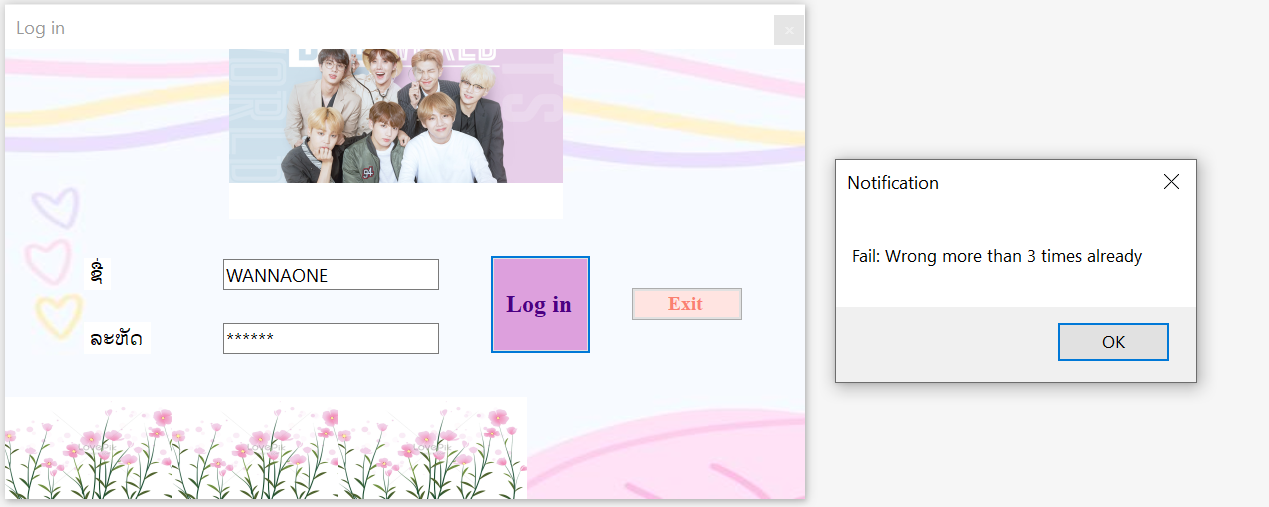 Log in
ຊື່
WANNAONE
Log in
Exit
ລະຫັດ
******
Notification
Fail: Wrong more than 3 times already
OK